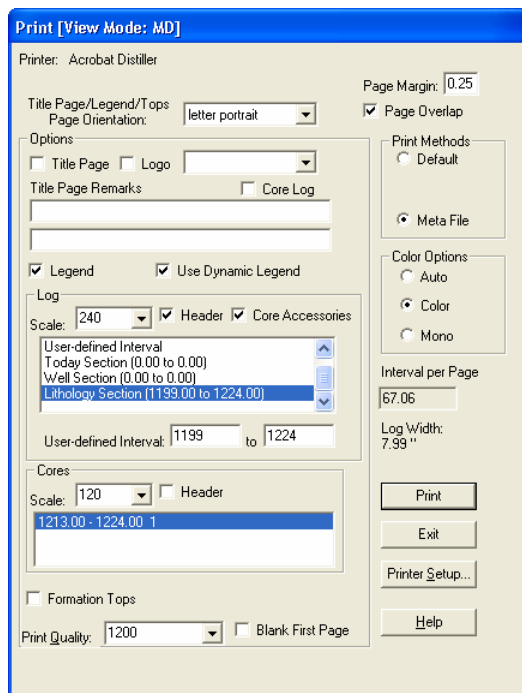 Print [View Mode: MD]
Printer: Acrobat Distiller
Page Margin: 0.25
Title Page/Legend/Tops
Page Orientation:
letter portrait
Page Overlap
Options
Title Page
Logo
Title Page Remarks
Core Log
Print Methods
Default
Meta File
Legend
Use Dynamic Legend
Color Options
Auto
Color
Mono
Log
Scale: 240
Header
Core Accessories
User-defined Interval
Today Section (0.00 to 0.00)
Well Section (0.00 to 0.00)
Lithology Section (1199.00 to 1224.00)
User-defined Interval: 1199 to 1224
Interval per Page
67.06
Log Width:
7.99 "
Cores
Scale: 120
Header
1213.00 - 1224.00 1
Print
Exit
Printer Setup...
Help
Formation Tops
Print Quality: 1200
Blank First Page